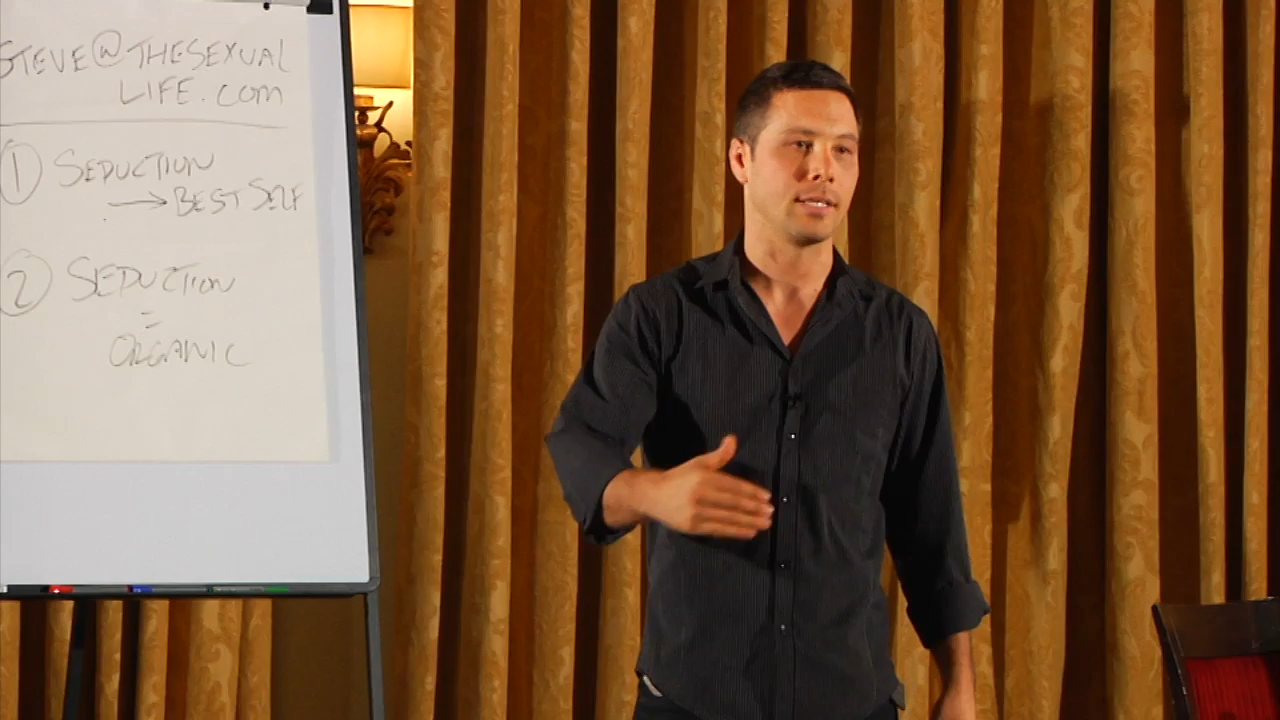 STEVE@THESEXUAL
LIFE.COM
1 SEDUCTION
→ BEST SELF
2 SEDUCTION
=
ORGANIC